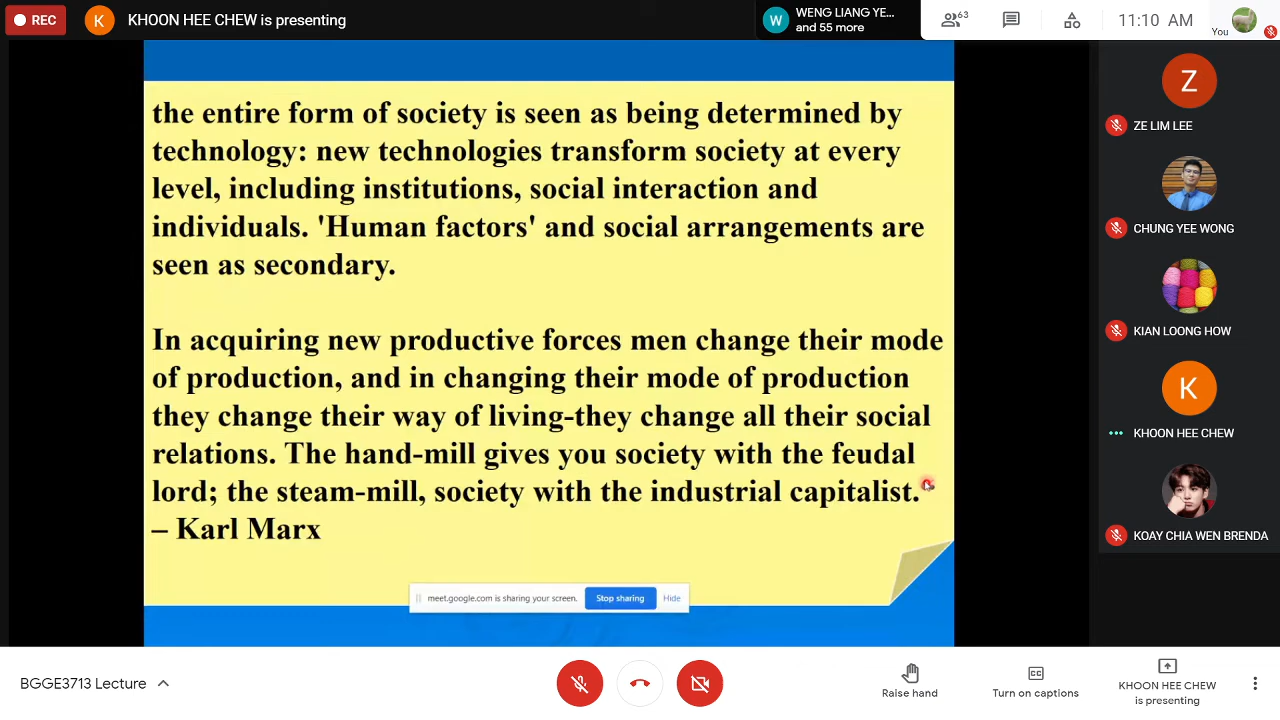 REC
K
KHOON HEE CHEW is presenting
W
WENG LIANG YE...
and 55 more
63
11:10 AM
You
the entire form of society is seen as being determined by
technology: new technologies transform society at every
level, including institutions, social interaction and
individuals. 'Human factors' and social arrangements are
seen as secondary.
In acquiring new productive forces men change their mode
of production, and in changing their mode of production
they change their way of living-they change all their social
relations. The hand-mill gives you society with the feudal
lord; the steam-mill, society with the industrial capitalist."
– Karl Marx
meet.google.com is sharing your screen.
Stop sharing
Hide
Z
ZE LIM LEE
CHUNG YEE WONG
KIAN LOONG HOW
K
KHOON HEE CHEW
KOAY CHIA WEN BRENDA
BGGE3713 Lecture
Raise hand
CC
Turn on captions
KHOON HEE CHEW
is presenting